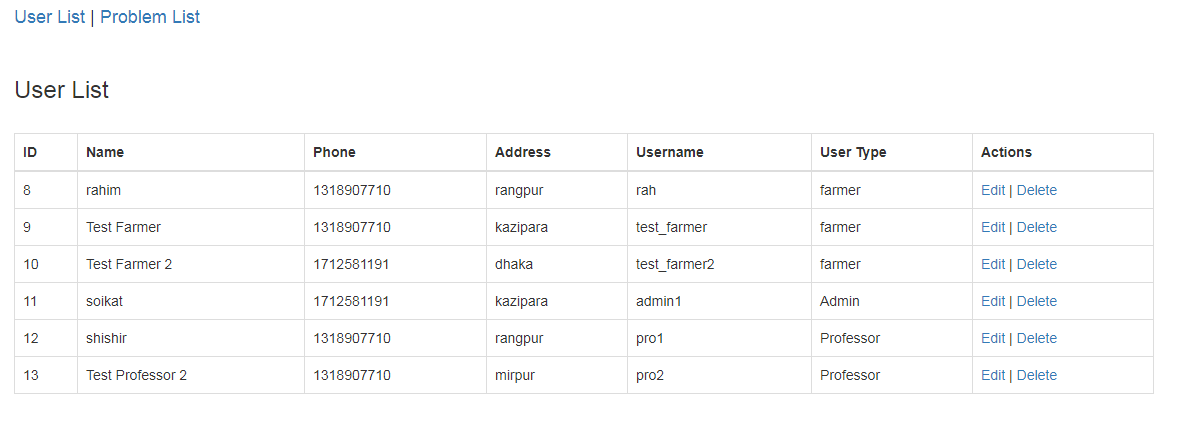 User List | Problem List
User List
ID Name Phone Address Username User Type Actions
8 rahim 1318907710 rangpur rah farmer Edit | Delete
9 Test Farmer 1318907710 kazipara test_farmer farmer Edit | Delete
10 Test Farmer 2 1712581191 dhaka test_farmer2 farmer Edit | Delete
11 soikat 1712581191 kazipara admin1 Admin Edit | Delete
12 shishir 1318907710 rangpur pro1 Professor Edit | Delete
13 Test Professor 2 1318907710 mirpur pro2 Professor Edit | Delete